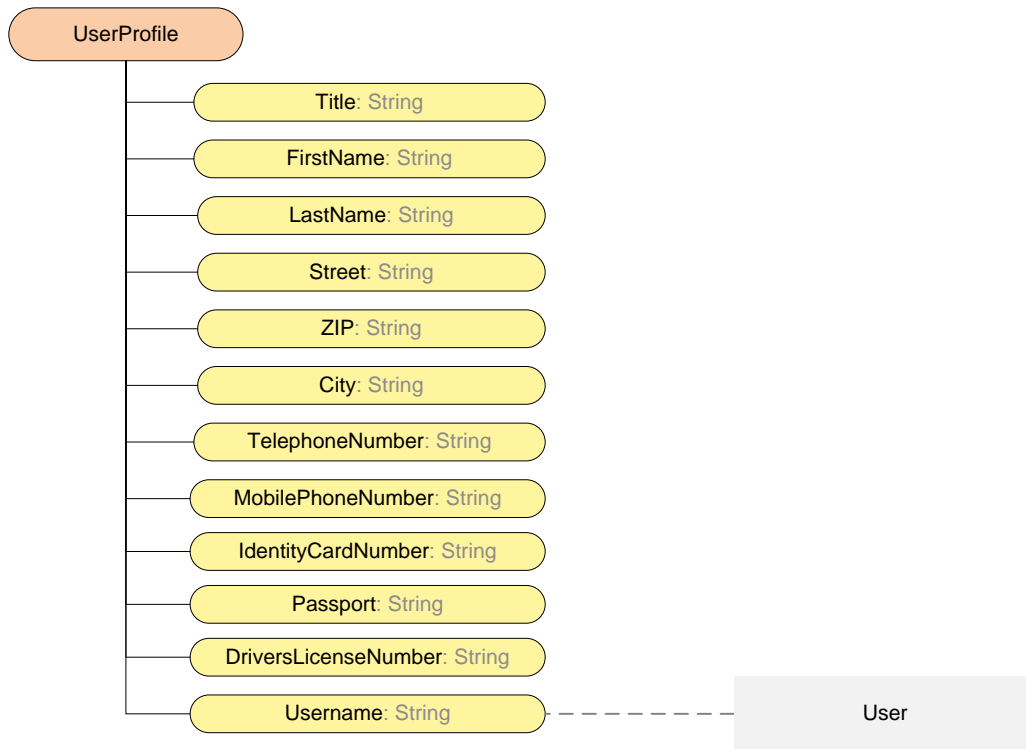 UserProfile
Title: String
FirstName: String
LastName: String
Street: String
ZIP: String
City: String
TelephoneNumber: String
MobilePhoneNumber: String
IdentityCardNumber: String
Passport: String
DriversLicenseNumber: String
Username: String
User